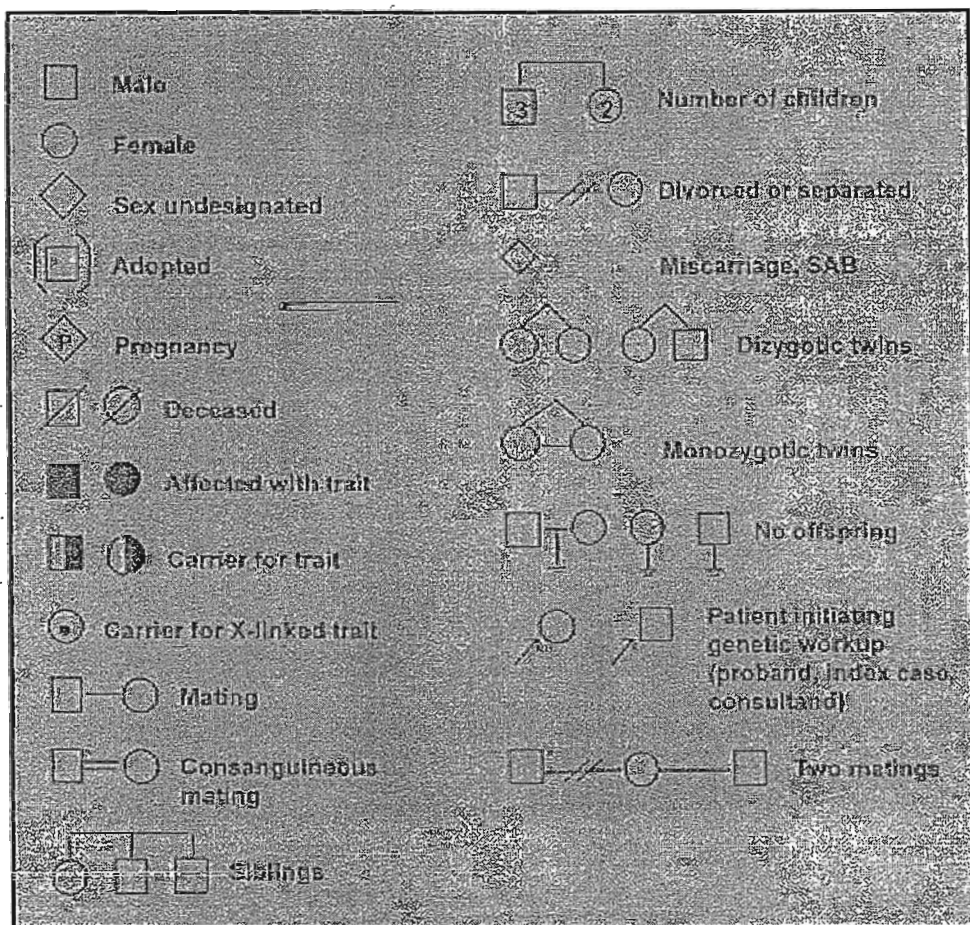 Male
Female
Sex undesignated
Adopted
P
Pregnancy
Deceased
Affected with trait
Carrier for trait
Carrier for X-linked trait
Mating
Consanguineous
mating
Siblings
3 2 Number of children
Divorced or separated
Miscarriage, SAB
Dizygotic twins
Monozygotic twins
No offspring
Patient initiating
genetic workup
(proband, index case,
consultand)
Two matings